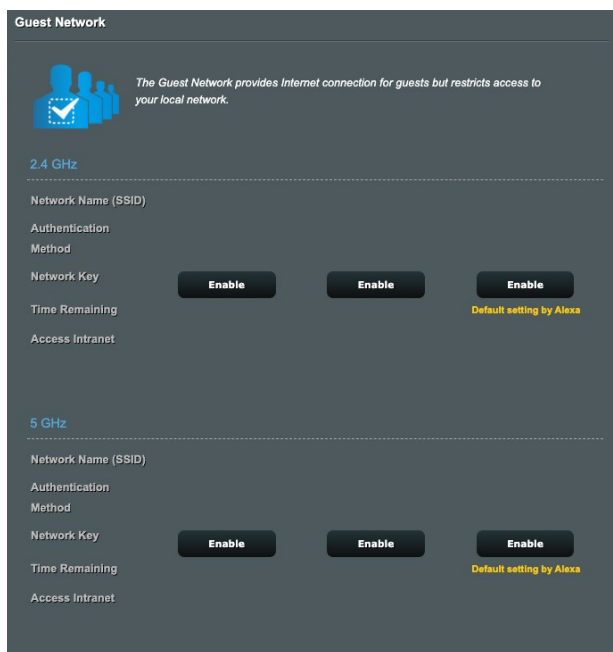 Guest Network
The Guest Network provides Internet connection for guests but restricts access to
your local network.
2.4 GHz
Network Name (SSID)
Authentication
Method
Network Key
Enable Enable Enable
Time Remaining
Default setting by Alexa
Access Intranet
5 GHz
Network Name (SSID)
Authentication
Method
Network Key
Enable Enable Enable
Time Remaining
Default setting by Alexa
Access Intranet